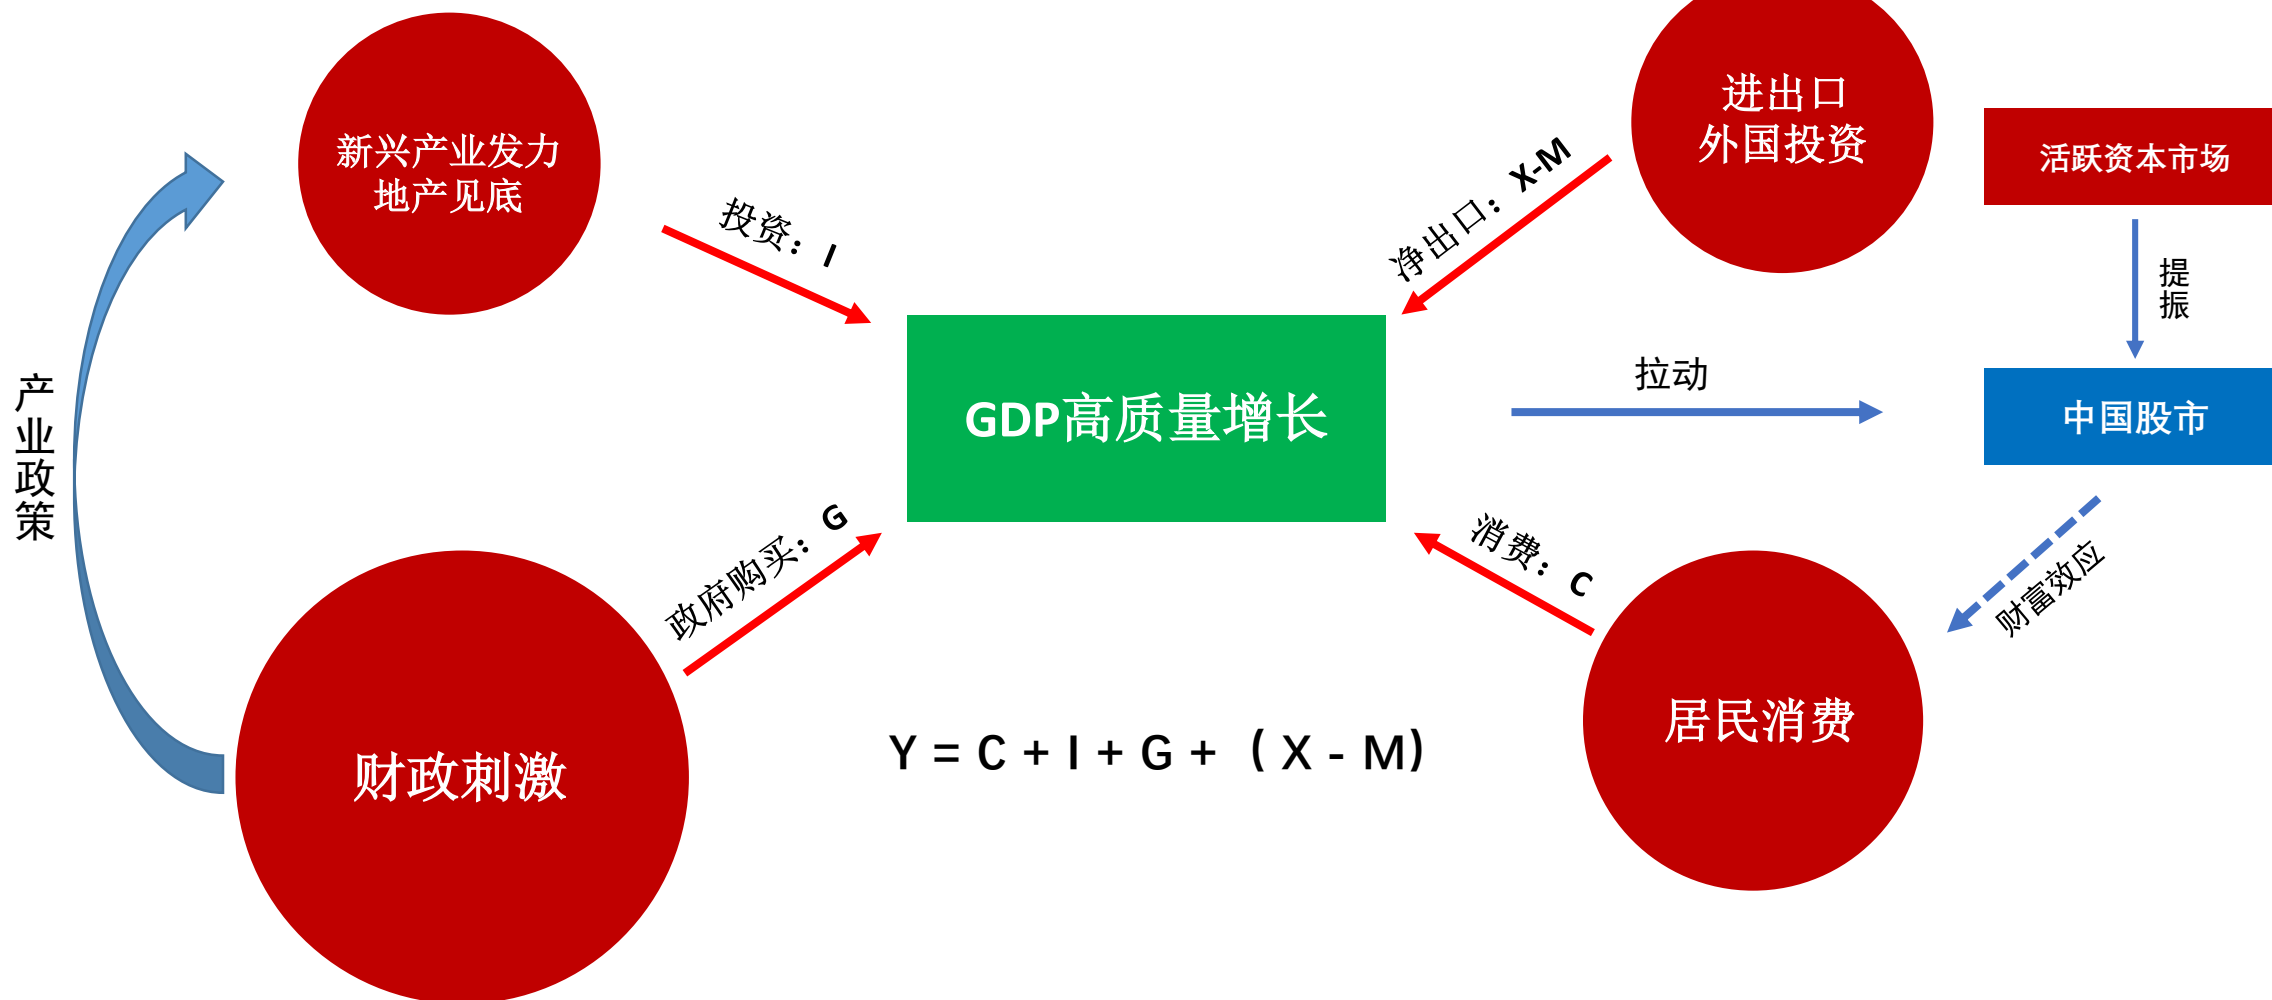 新兴产业发力
地产见底
进出口
外国投资
活跃资本市场
投资：I
净出口：X-M
提振
拉动
GDP高质量增长
中国股市
产业政策
政府购买：G
消费：C
财富效应
财政刺激
居民消费
Y = C + I + G +（ X - M）